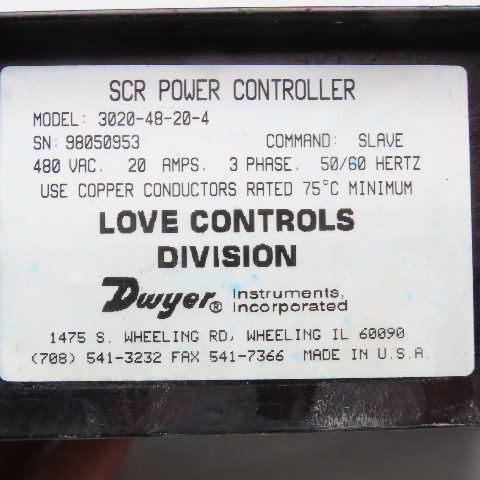 SCR POWER CONTROLLER
MODEL: 3020-48-20-4
SN: 98050953 COMMAND: SLAVE
480 VAC. 20 AMPS. 3 PHASE. 50/60 HERTZ
USE COPPER CONDUCTORS RATED 75°C MINIMUM
LOVE CONTROLS
DIVISION
Dwyer® Instruments,
Incorporated
1475 S. WHEELING RD, WHEELING IL 60090
(708) 541-3232 FAX 541-7366 MADE IN U.S.A.